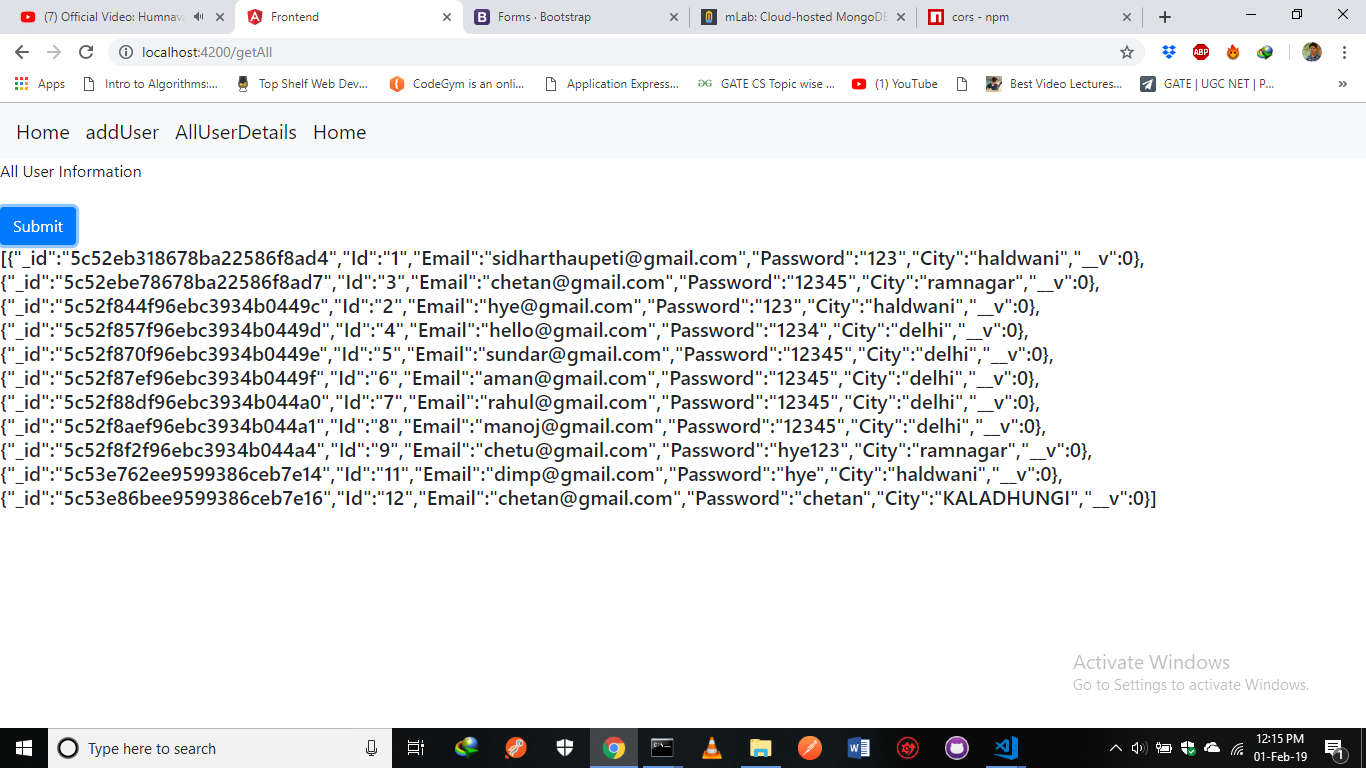 (7) Official Video: Humnava
Frontend
Forms · Bootstrap
mLab: Cloud-hosted MongoDB
cors - npm
localhost:4200/getAll
ABP
Apps
Intro to Algorithms:...
Top Shelf Web Dev...
CodeGym is an onli...
Application Express...
GATE CS Topic wise ...
(1) YouTube
Best Video Lectures...
GATE | UGC NET | P...
Home addUser AllUserDetails Home
All User Information
Submit
[{"_id":"5c52eb318678ba22586f8ad4","Id":"1","Email":"sidharthaupeti@gmail.com","Password":"123","City":"haldwani","__v":0},
{"_id":"5c52ebe78678ba22586f8ad7","Id":"3","Email":"chetan@gmail.com","Password":"12345","City":"ramnagar","__v":0},
{"_id":"5c52f844f96ebc3934b0449c","Id":"2","Email":"hye@gmail.com","Password":"123","City":"haldwani","__v":0},
{"_id":"5c52f857f96ebc3934b0449d","Id":"4","Email":"hello@gmail.com","Password":"1234","City":"delhi","__v":0},
{"_id":"5c52f870f96ebc3934b0449e","Id":"5","Email":"sundar@gmail.com","Password":"12345","City":"delhi","__v":0},
{"_id":"5c52f87ef96ebc3934b0449f","Id":"6","Email":"aman@gmail.com","Password":"12345","City":"delhi","__v":0},
{"_id":"5c52f88df96ebc3934b044a0","Id":"7","Email":"rahul@gmail.com","Password":"12345","City":"delhi","__v":0},
{"_id":"5c52f8aef96ebc3934b044a1","Id":"8","Email":"manoj@gmail.com","Password":"12345","City":"delhi","__v":0},
{"_id":"5c52f8f2f96ebc3934b044a4","Id":"9","Email":"chetu@gmail.com","Password":"hye123","City":"ramnagar","__v":0},
{"_id":"5c53e762ee9599386ceb7e14","Id":"11","Email":"dimp@gmail.com","Password":"hye","City":"haldwani","__v":0},
{"_id":"5c53e86bee9599386ceb7e16","Id":"12","Email":"chetan@gmail.com","Password":"chetan","City":"KALADHUNGI","__v":0}]
Activate Windows
Go to Settings to activate Windows.
Type here to search
12:15 PM
01-Feb-19
1